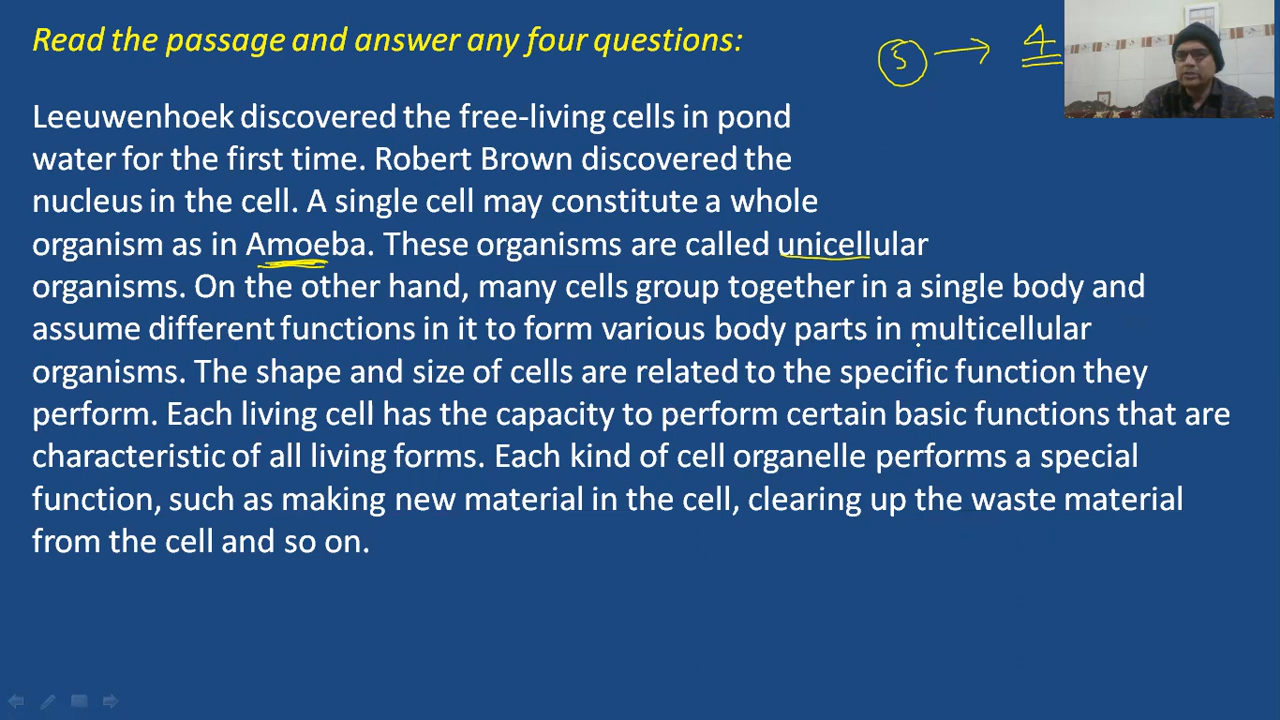 Read the passage and answer any four questions:
5 → 4
Leeuwenhoek discovered the free-living cells in pond
water for the first time. Robert Brown discovered the
nucleus in the cell. A single cell may constitute a whole
organism as in Amoeba. These organisms are called unicellular
organisms. On the other hand, many cells group together in a single body and
assume different functions in it to form various body parts in multicellular
organisms. The shape and size of cells are related to the specific function they
perform. Each living cell has the capacity to perform certain basic functions that are
characteristic of all living forms. Each kind of cell organelle performs a special
function, such as making new material in the cell, clearing up the waste material
from the cell and so on.